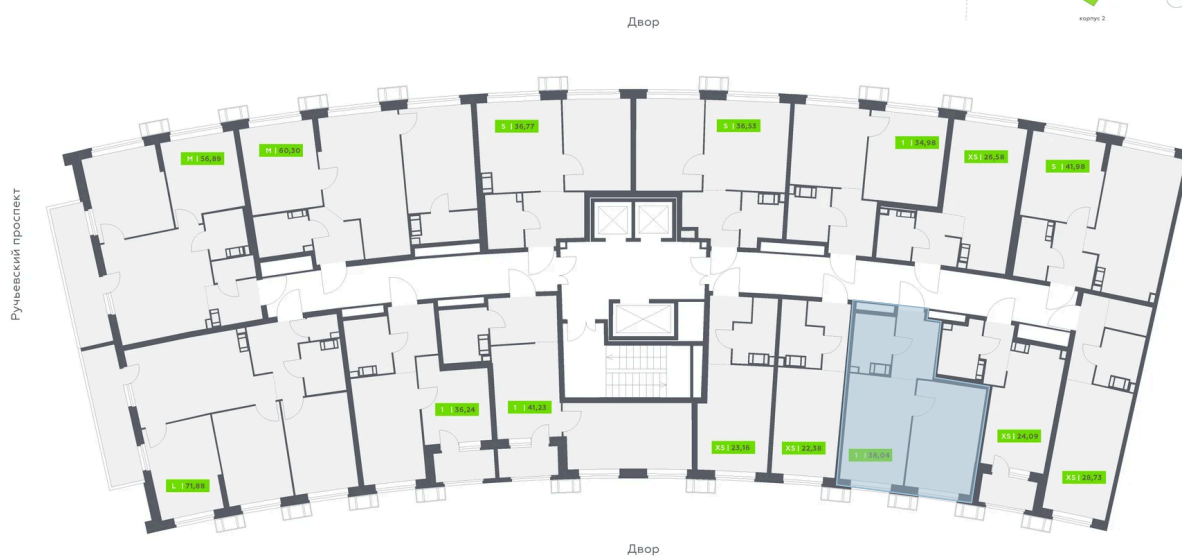 корпус 2
Двор
S | 36,77
S | 36,53
1 | 34,98
M | 60,30
M | 56,89
XS | 26,58
S | 41,98
Ручьевский проспект
1 | 36,24
1 | 41,23
XS | 24,09
XS | 23,16
XS | 22,38
1 | 38,04
L | 71,88
XS | 28,73
Двор